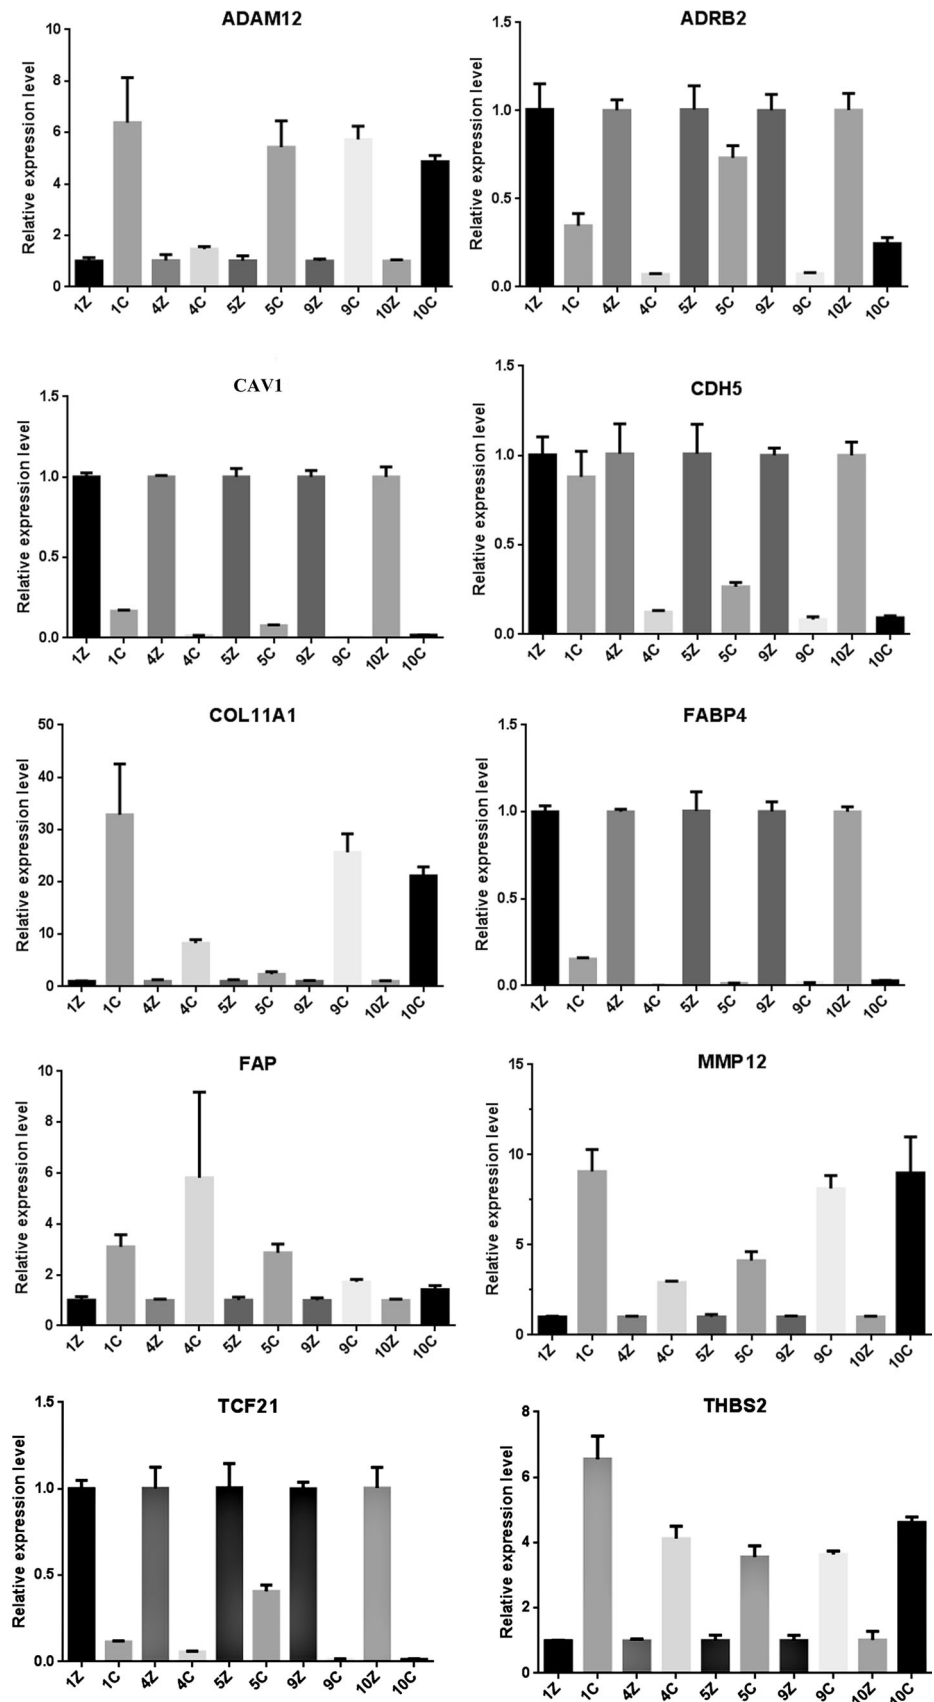 ADAM12
Relative expression level
10
8
6
4
2
0
1Z 1C 4Z 4C 5Z 5C 9Z 9C 10Z 10C
ADRB2
Relative expression level
1.5
1.0
0.5
0.0
1Z 1C 4Z 4C 5Z 5C 9Z 9C 10Z 10C
CAV1
Relative expression level
1.5
1.0
0.5
0.0
1Z 1C 4Z 4C 5Z 5C 9Z 9C 10Z 10C
CDH5
Relative expression level
1.5
1.0
0.5
0.0
1Z 1C 4Z 4C 5Z 5C 9Z 9C 10Z 10C
COL11A1
Relative expression level
50
40
30
20
10
0
1Z 1C 4Z 4C 5Z 5C 9Z 9C 10Z 10C
FABP4
Relative expression level
1.5
1.0
0.5
0.0
1Z 1C 4Z 4C 5Z 5C 9Z 9C 10Z 10C
FAP
Relative expression level
10
8
6
4
2
0
1Z 1C 4Z 4C 5Z 5C 9Z 9C 10Z 10C
MMP12
Relative expression level
15
10
5
0
1Z 1C 4Z 4C 5Z 5C 9Z 9C 10Z 10C
TCF21
Relative expression level
1.5
1.0
0.5
0.0
1Z 1C 4Z 4C 5Z 5C 9Z 9C 10Z 10C
THBS2
Relative expression level
8
6
4
2
0
1Z 1C 4Z 4C 5Z 5C 9Z 9C 10Z 10C